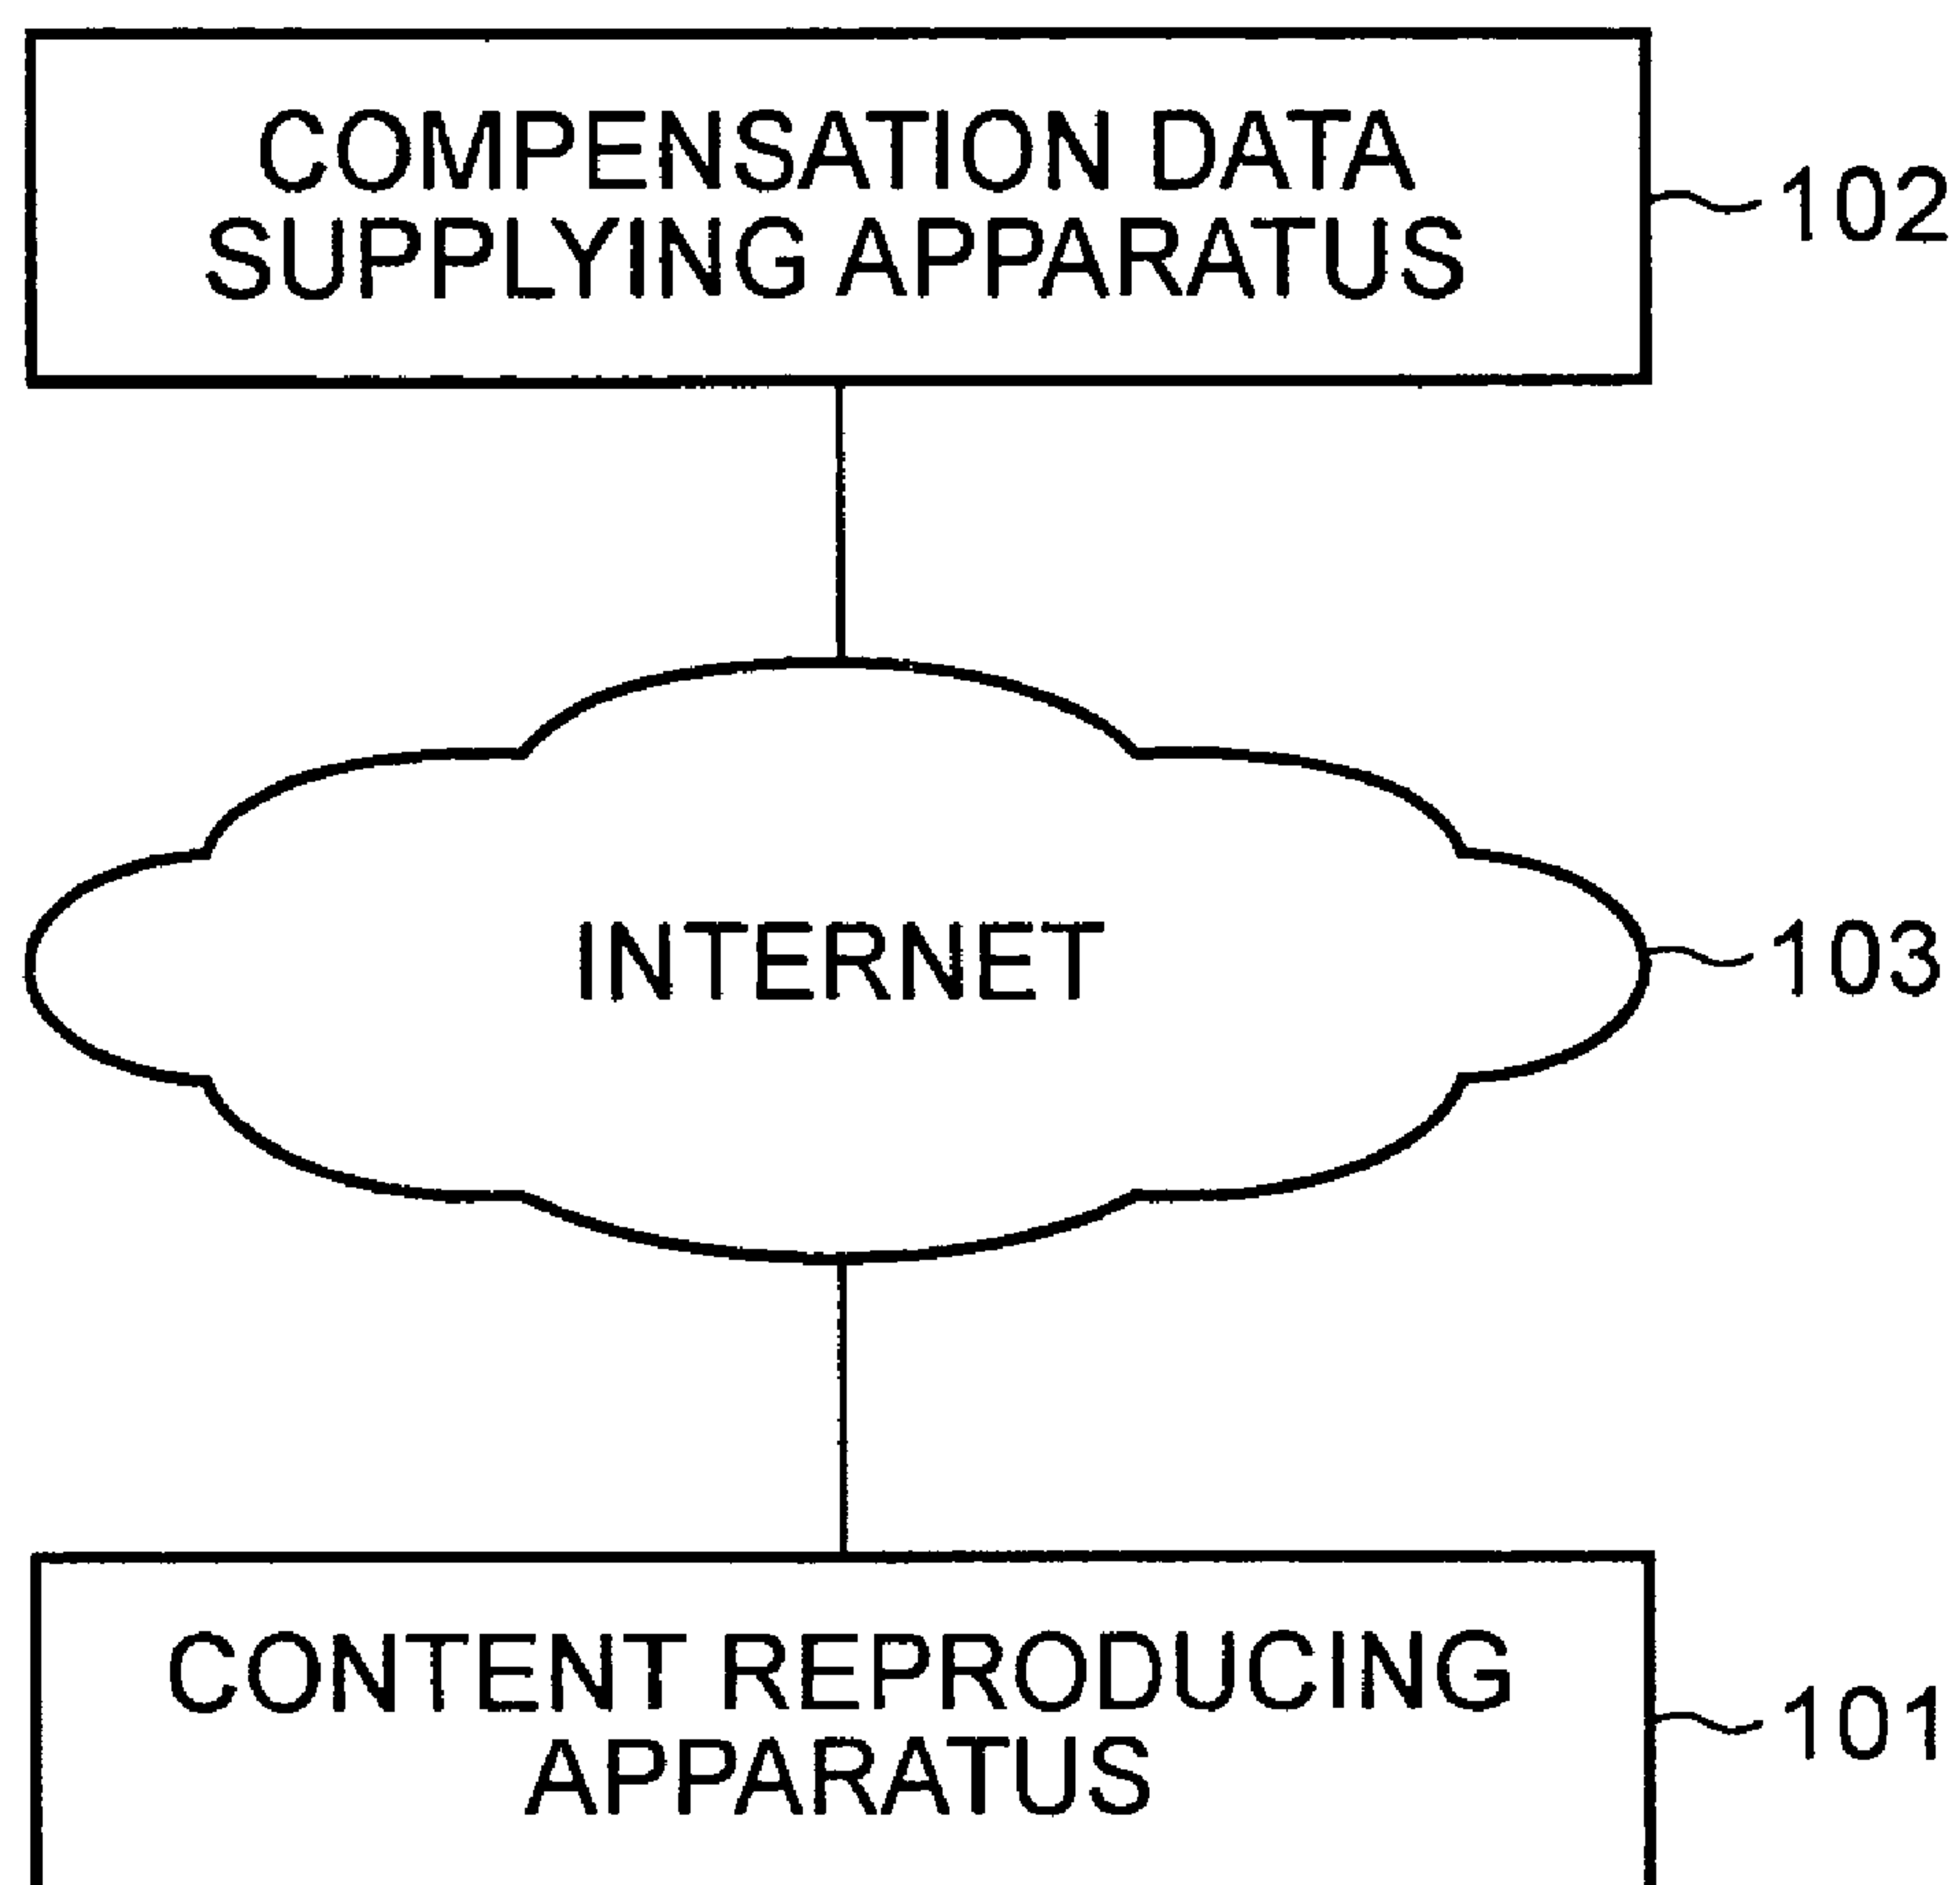 COMPENSATION DATA
SUPPLYING APPARATUS
102
INTERNET
103
CONTENT REPRODUCING
APPARATUS
101